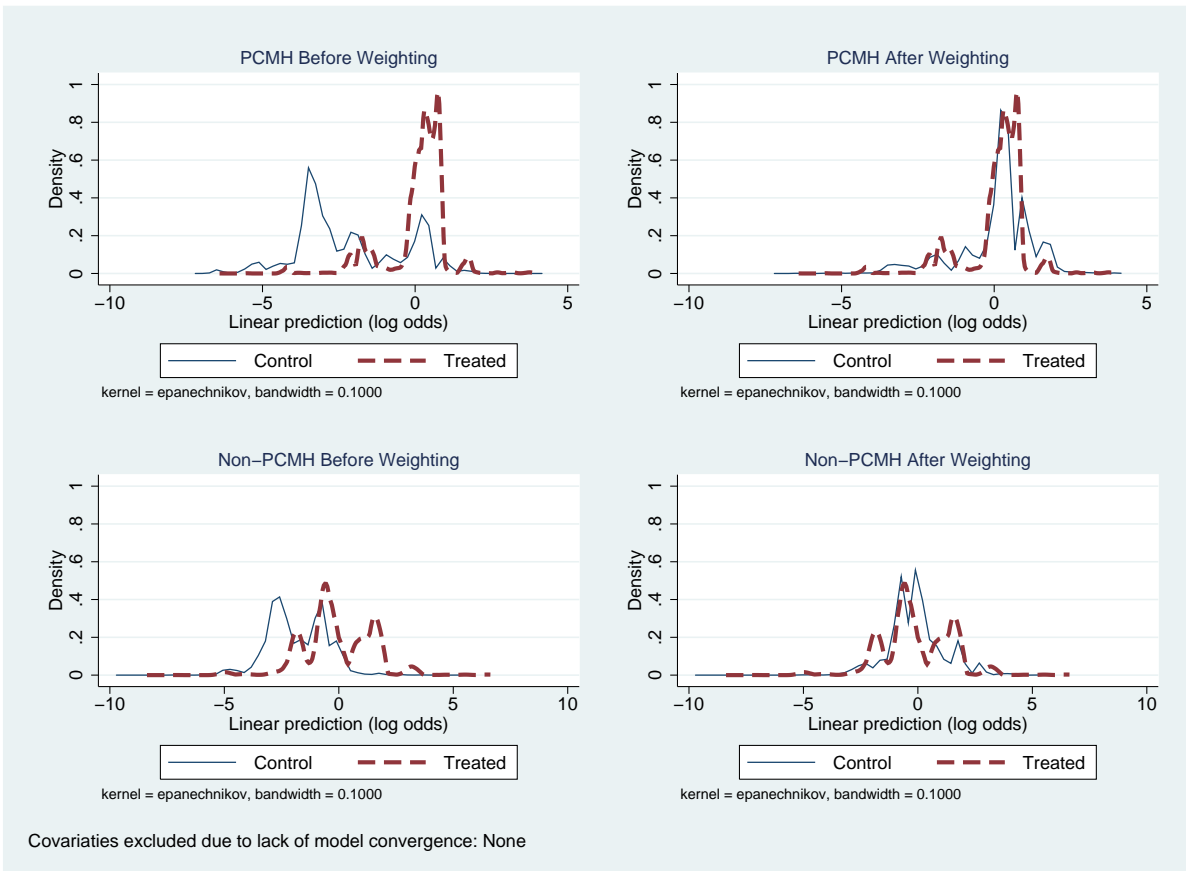 PCMH Before Weighting
Density
0 .2 .4 .6 .8 1
−10 −5 0 5
Linear prediction (log odds)
Control Treated
kernel = epanechnikov, bandwidth = 0.1000
PCMH After Weighting
Density
0 .2 .4 .6 .8 1
−10 −5 0 5
Linear prediction (log odds)
Control Treated
kernel = epanechnikov, bandwidth = 0.1000
Non−PCMH Before Weighting
Density
0 .2 .4 .6 .8 1
−10 −5 0 5 10
Linear prediction (log odds)
Control Treated
kernel = epanechnikov, bandwidth = 0.1000
Non−PCMH After Weighting
Density
0 .2 .4 .6 .8 1
−10 −5 0 5 10
Linear prediction (log odds)
Control Treated
kernel = epanechnikov, bandwidth = 0.1000
Covariaties excluded due to lack of model convergence: None